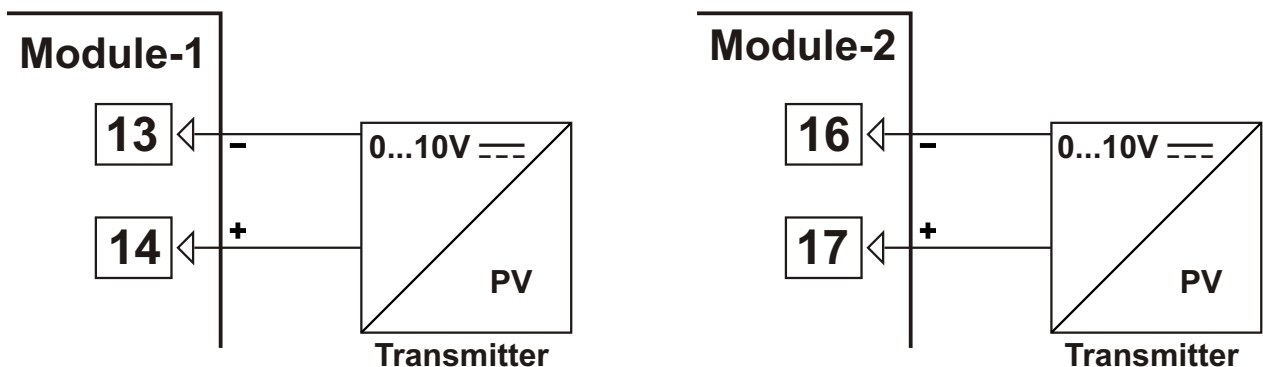 Module-1
13
-
0...10V
14
+
PV
Transmitter
Module-2
16
-
0...10V
17
+
PV
Transmitter